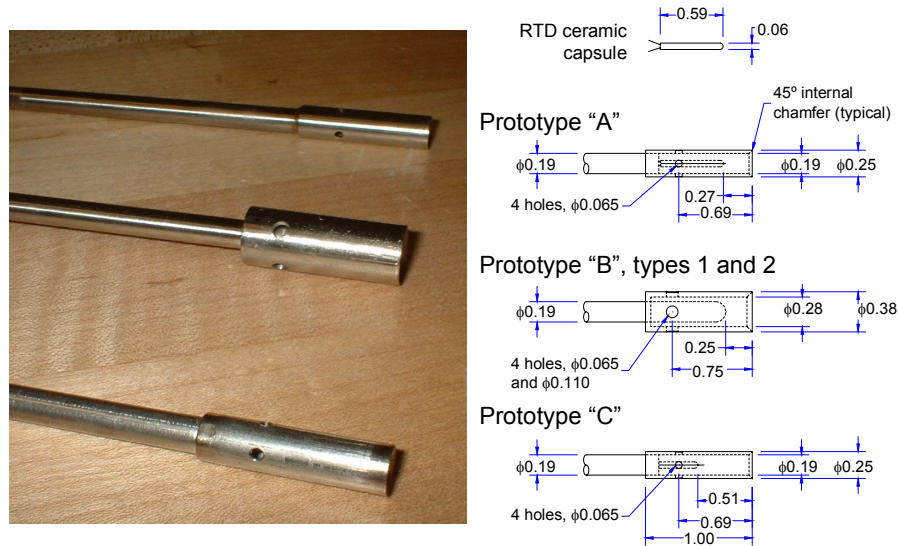 RTD ceramic
capsule
0.59
0.06
45º internal
chamfer (typical)
Prototype “A”
ϕ0.19
ϕ0.19
ϕ0.25
4 holes, ϕ0.065
0.27
0.69
Prototype “B”, types 1 and 2
ϕ0.19
ϕ0.28
ϕ0.38
4 holes, ϕ0.065
and ϕ0.110
0.25
0.75
Prototype “C”
ϕ0.19
ϕ0.19
ϕ0.25
4 holes, ϕ0.065
0.51
0.69
1.00